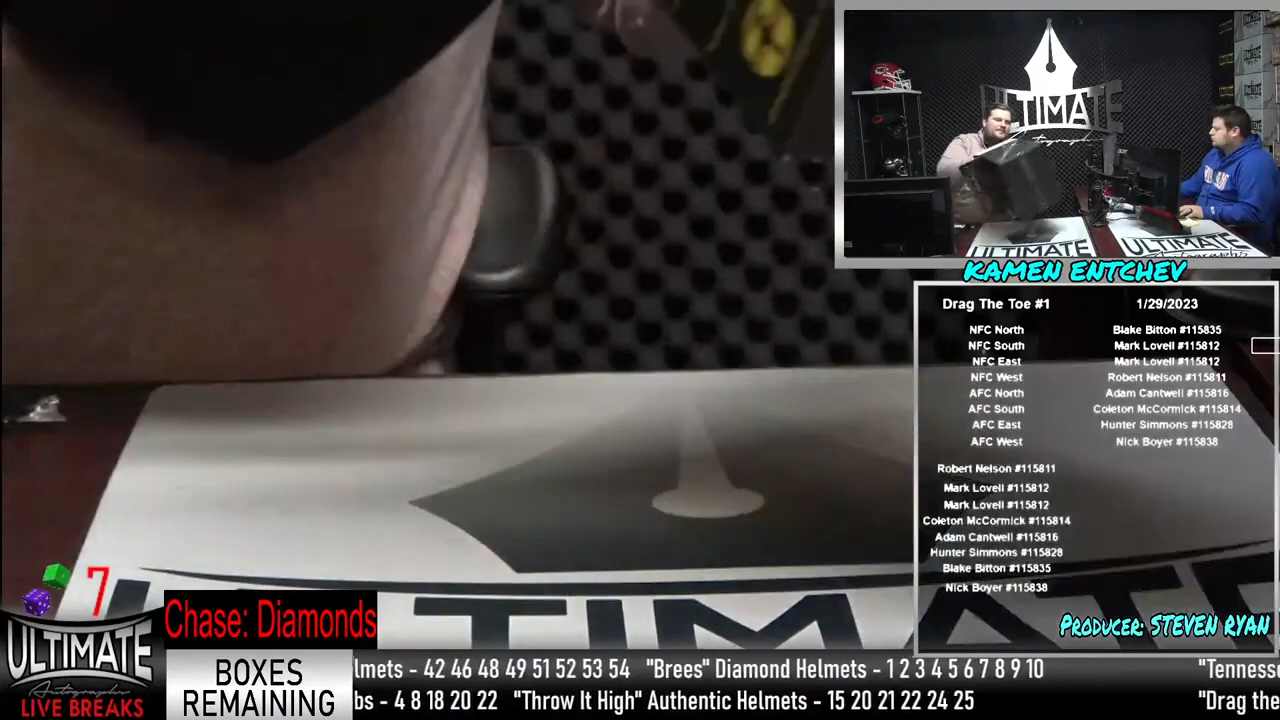 ULTIMATE
ULTIMATE
ULTIMATE
KAMEN ENTCHEV
Drag The Toe #1 1/29/2023
NFC North Blake Bitton #115835
NFC South Mark Lovell #115812
NFC East Mark Lovell #115812
NFC West Robert Nelson #115811
AFC North Adam Cantwell #115816
AFC South Coleton McCormick #115814
AFC East Hunter Simmons #115828
AFC West Nick Boyer #115838
Robert Nelson #115811
Mark Lovell #115812
Mark Lovell #115812
Coleton McCormick #115814
Adam Cantwell #115816
Hunter Simmons #115828
Blake Bitton #115835
Nick Boyer #115838
Producer: STEVEN RYAN
7
ULTIMATE
Autographs
LIVE BREAKS
Chase: Diamonds
BOXES
REMAINING
lmets - 42 46 48 49 51 52 53 54 "Brees" Diamond Helmets - 1 2 3 4 5 6 7 8 9 10 "Tenness
bs - 4 8 18 20 22 "Throw It High" Authentic Helmets - 15 20 21 22 24 25 "Drag the